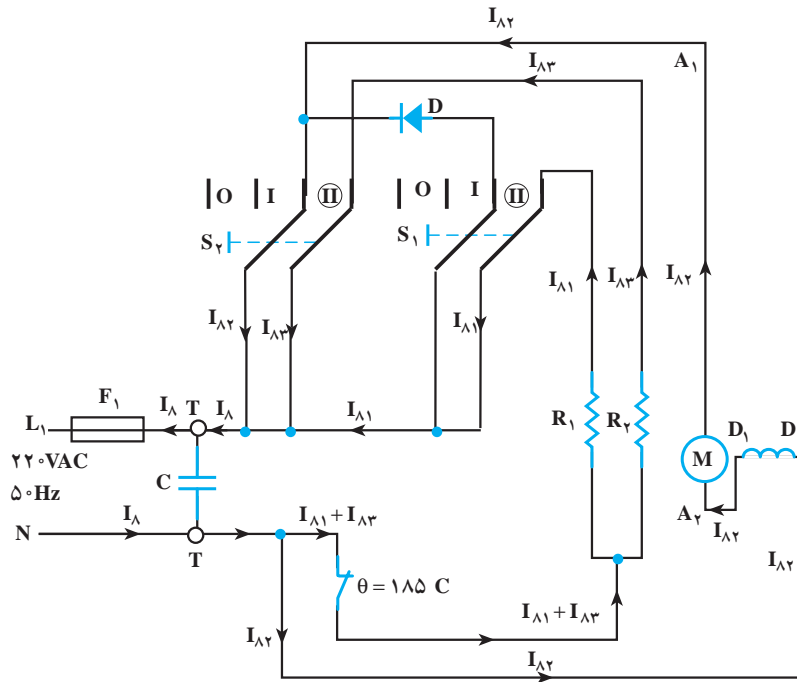 I۸۲
A۱
I۸۳
D
O I II
O I II
S۲
S۱
I۸۱
I۸۳
I۸۲
I۸۲
I۸۳
I۸۱
F۱
L۱
I۸
T
I۸
I۸۱
R۱
R۲
M
D۱
D
۲۲۰VAC
۵۰Hz
C
A۲
I۸۲
N
I۸
T
I۸۱+I۸۳
I۸۲
θ=۱۸۵ C
I۸۱+I۸۳
I۸۲
I۸۲